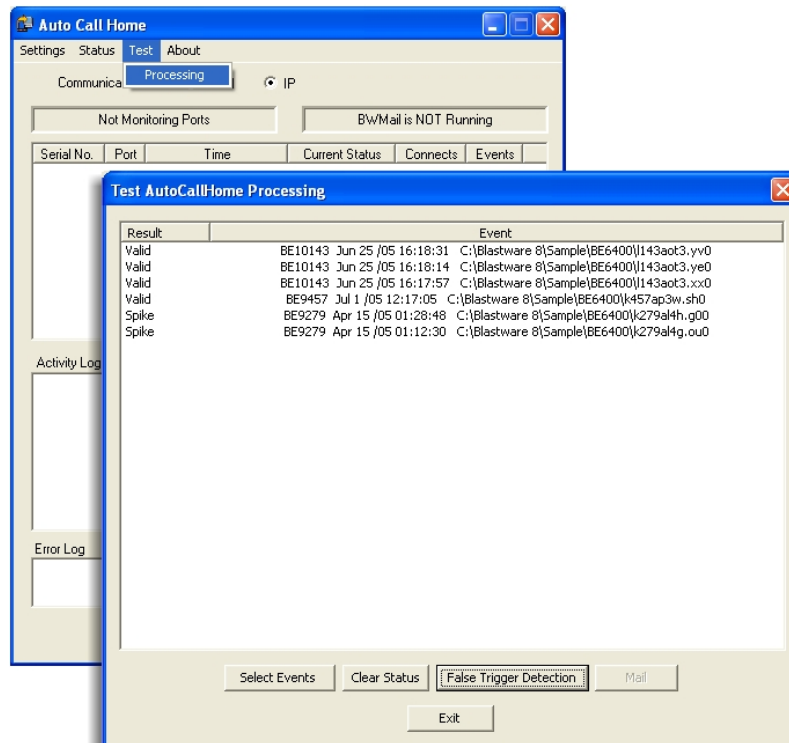 Auto Call Home
Settings Status Test About
Processing
Communica
IP
Not Monitoring Ports
BWMail is NOT Running
Serial No. Port Time Current Status Connects Events
Test AutoCallHome Processing
Result Event
Valid BE10143 Jun 25 /05 16:18:31 C:\Blastware 8\Sample\BE6400\l143aot3.yv0
Valid BE10143 Jun 25 /05 16:18:14 C:\Blastware 8\Sample\BE6400\l143aot3.ye0
Valid BE10143 Jun 25 /05 16:17:57 C:\Blastware 8\Sample\BE6400\l143aot3.xx0
Valid BE9457 Jul 1 /05 12:17:05 C:\Blastware 8\Sample\BE6400\k457ap3w.sh0
Spike BE9279 Apr 15 /05 01:28:48 C:\Blastware 8\Sample\BE6400\k279al4h.g00
Spike BE9279 Apr 15 /05 01:12:30 C:\Blastware 8\Sample\BE6400\k279al4g.ou0
Activity Log
Error Log
Select Events Clear Status False Trigger Detection Mail
Exit